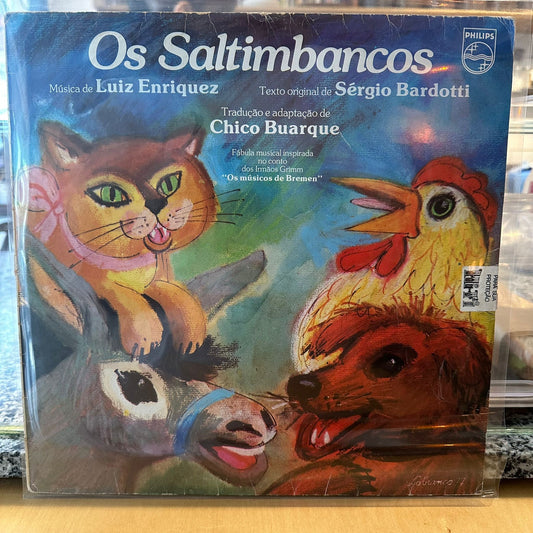 Os Saltimbancos
PHILIPS
Música de Luiz Enriquez
Texto original de Sérgio Bardotti
Tradução e adaptação de
Chico Buarque
Fábula musical inspirada
no conto
dos Irmãos Grimm
"Os músicos de Bremen"